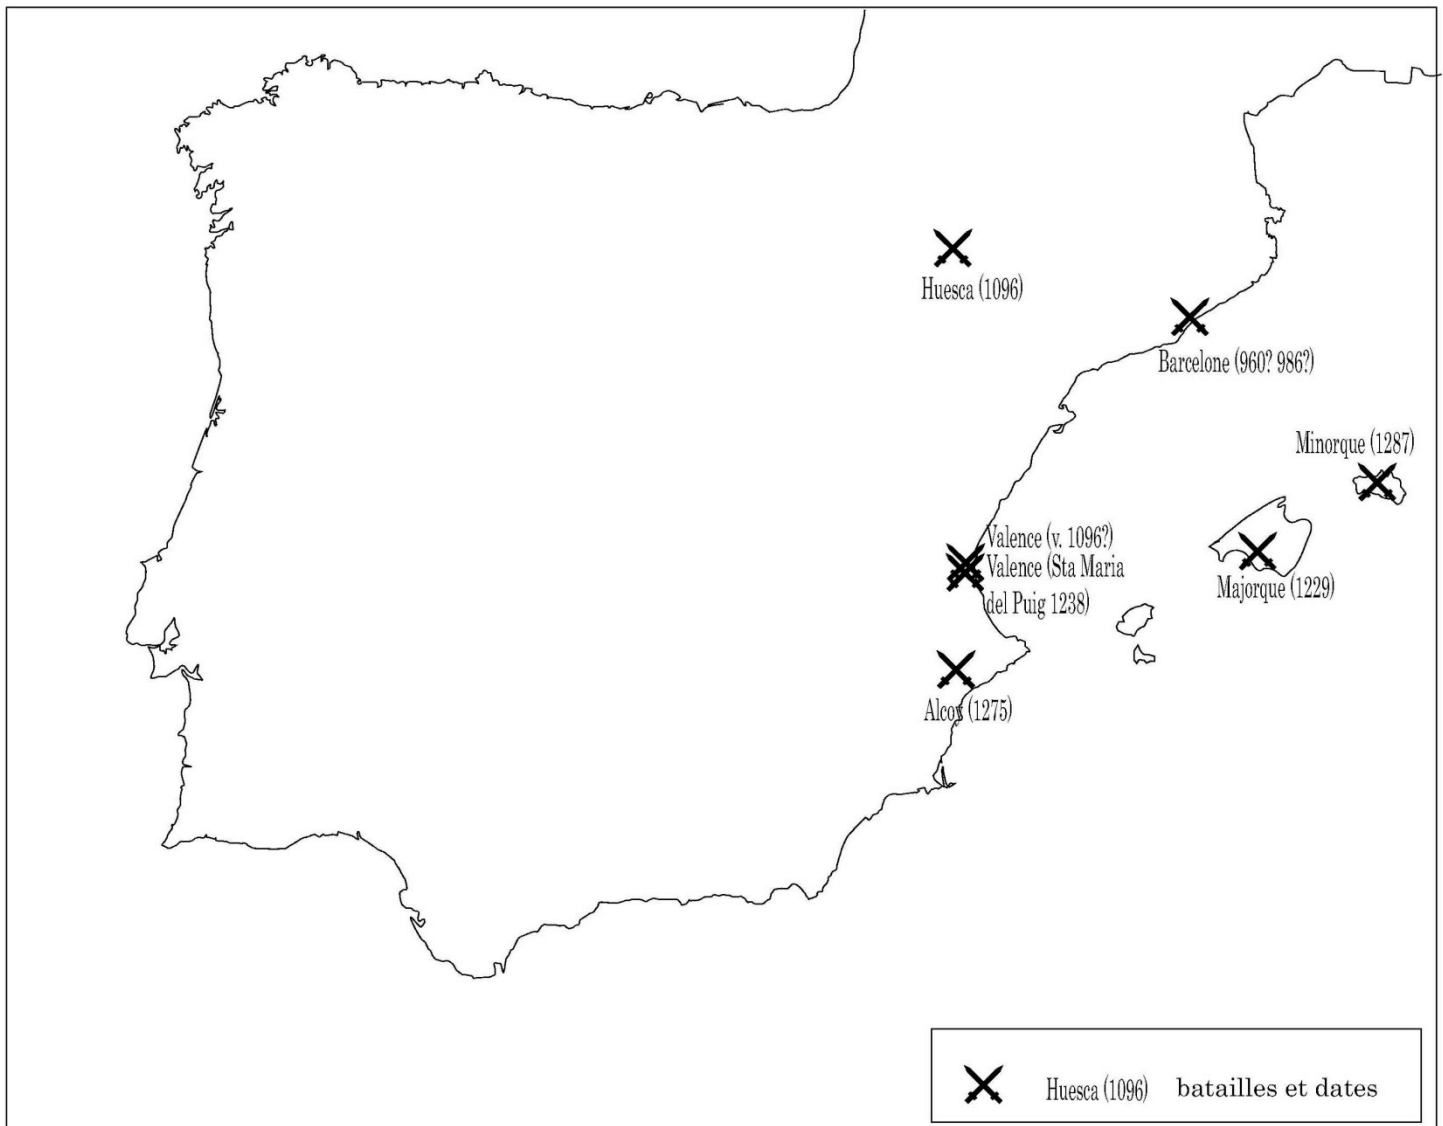 Huesca (1096)
Barcelone (960? 986?)
Minorque (1287)
Valence (v. 1096?)
Valence (Sta Maria
del Puig 1238)
Majorque (1229)
Alcoy (1275)
Huesca (1096) batailles et dates